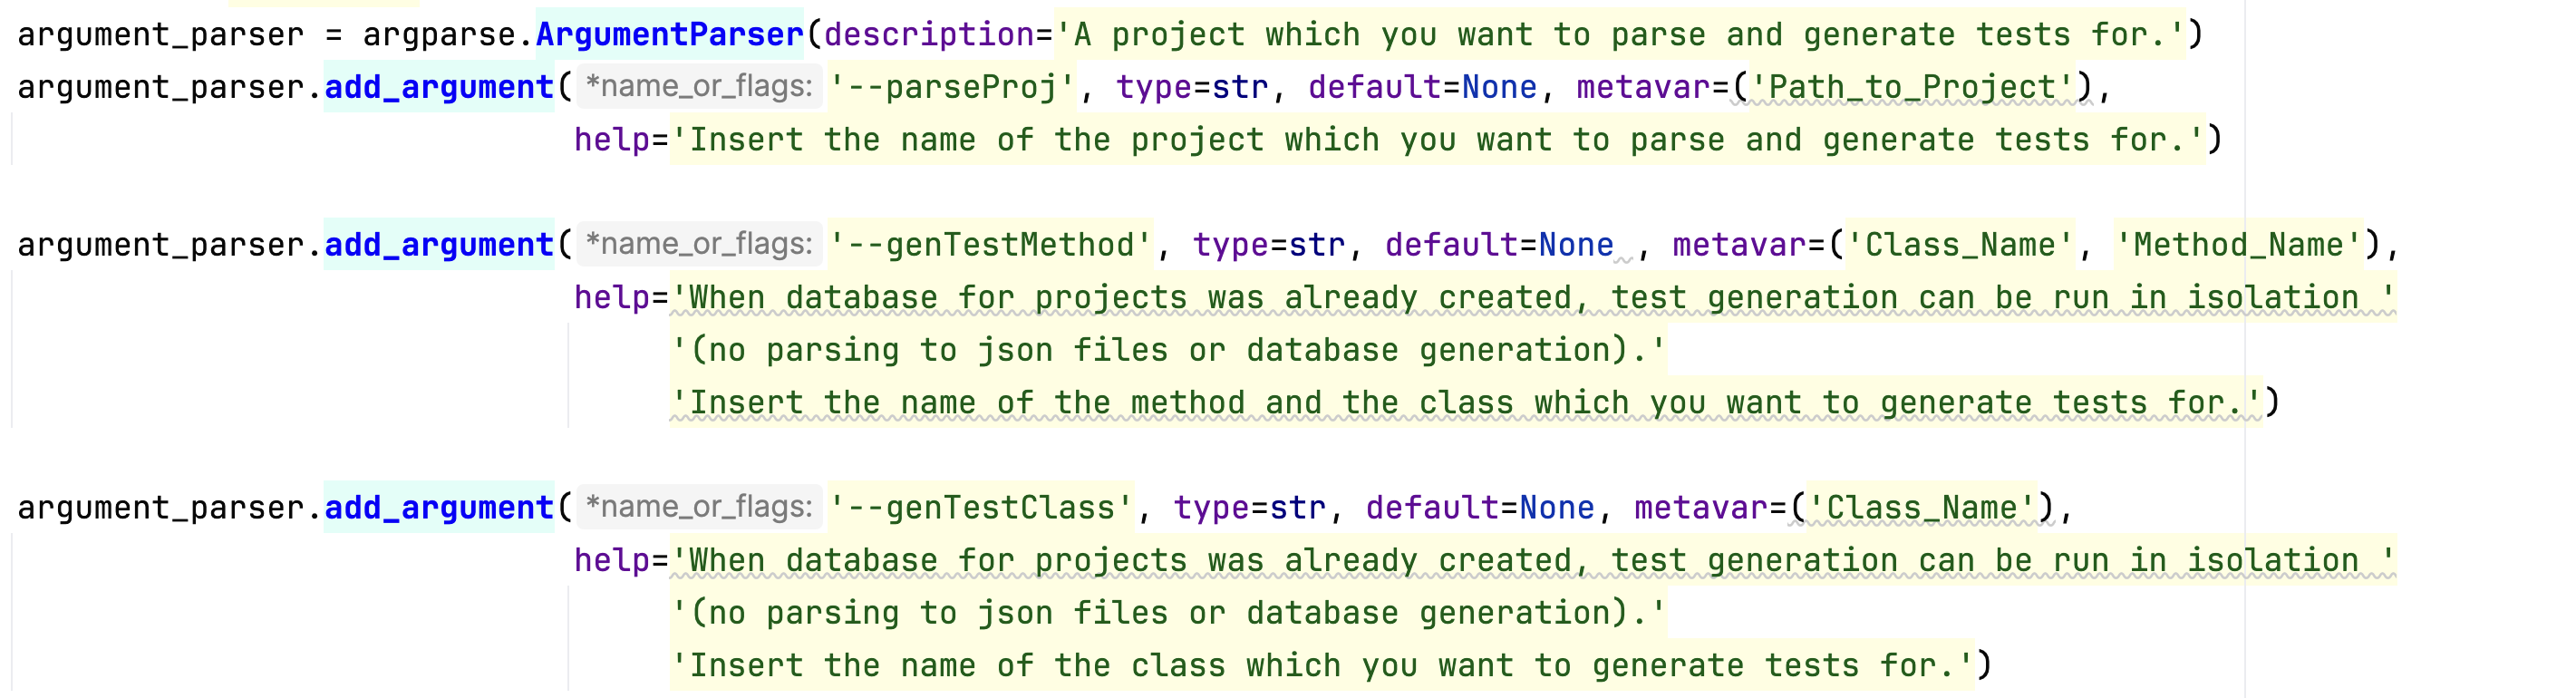 argument_parser = argparse.ArgumentParser(description='A project which you want to parse and generate tests for.')
argument_parser.add_argument( *name_or_flags: '--parseProj', type=str, default=None, metavar=('Path_to_Project'),
help='Insert the name of the project which you want to parse and generate tests for.')
argument_parser.add_argument( *name_or_flags: '--genTestMethod', type=str, default=None , metavar=('Class_Name', 'Method_Name'),
help='When database for projects was already created, test generation can be run in isolation '
'(no parsing to json files or database generation).'
'Insert the name of the method and the class which you want to generate tests for.')
argument_parser.add_argument( *name_or_flags: '--genTestClass', type=str, default=None, metavar=('Class_Name'),
help='When database for projects was already created, test generation can be run in isolation '
'(no parsing to json files or database generation).'
'Insert the name of the class which you want to generate tests for.')